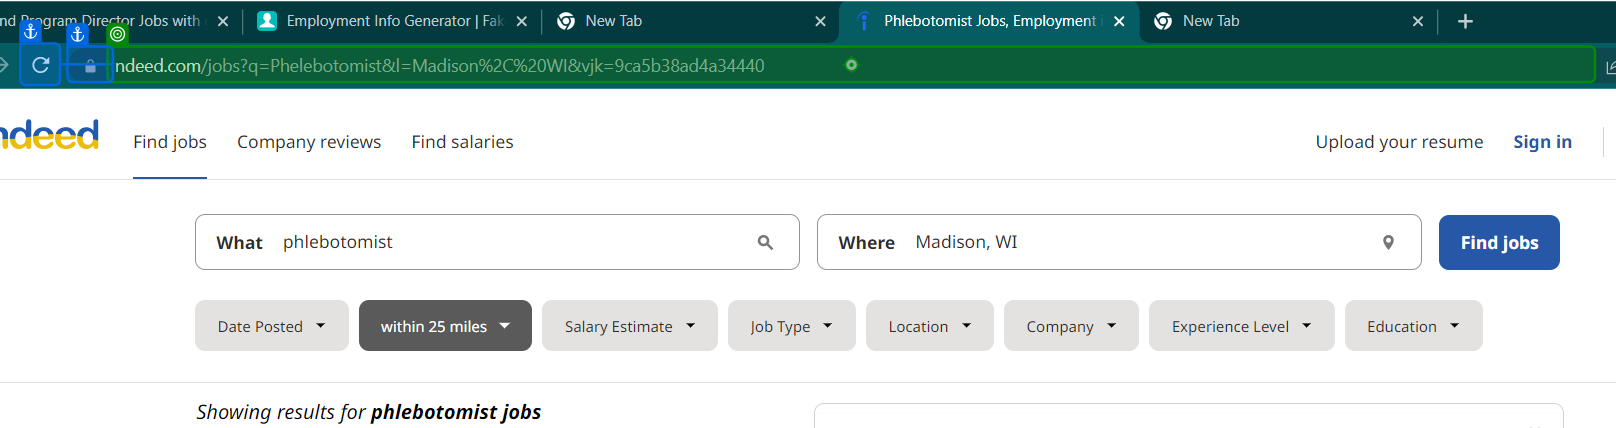 nd Program Director Jobs with
Employment Info Generator | Fak
New Tab
Phlebotomist Jobs, Employment i
New Tab
ndeed.com/jobs?q=Phelebotomist&l=Madison%2C%20WI&vjk=9ca5b38ad4a34440
ndeed
Find jobs
Company reviews
Find salaries
Upload your resume
Sign in
What phlebotomist
Where Madison, WI
Find jobs
Date Posted
within 25 miles
Salary Estimate
Job Type
Location
Company
Experience Level
Education
Showing results for phlebotomist jobs